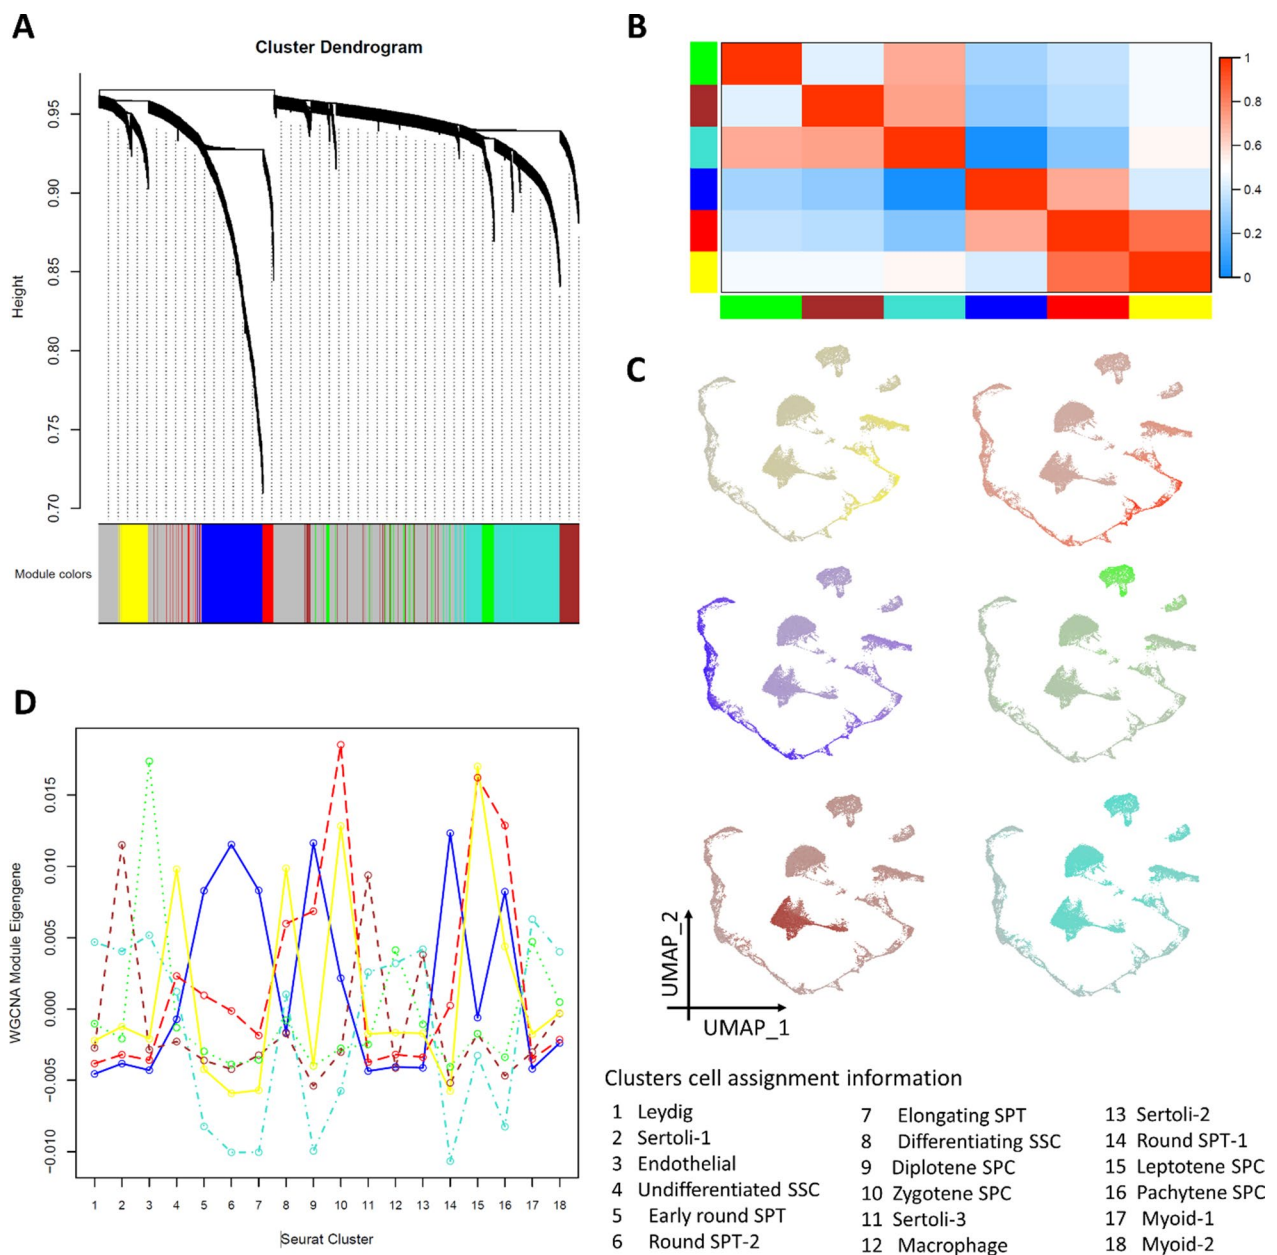 A
Cluster Dendrogram
Height
0.95
0.90
0.85
0.80
0.75
0.70
Module colors
B
1
0.8
0.6
0.4
0.2
0
C
UMAP_2
UMAP_1
D
WGCNA Module Eigengene
0.015
0.010
0.005
0.000
−0.005
−0.010
1 2 3 4 5 6 7 8 9 10 11 12 13 14 15 16 17 18
Seurat Cluster
Clusters cell assignment information
1 Leydig
2 Sertoli-1
3 Endothelial
4 Undifferentiated SSC
5 Early round SPT
6 Round SPT-2
7 Elongating SPT
8 Differentiating SSC
9 Diplotene SPC
10 Zygotene SPC
11 Sertoli-3
12 Macrophage
13 Sertoli-2
14 Round SPT-1
15 Leptotene SPC
16 Pachytene SPC
17 Myoid-1
18 Myoid-2